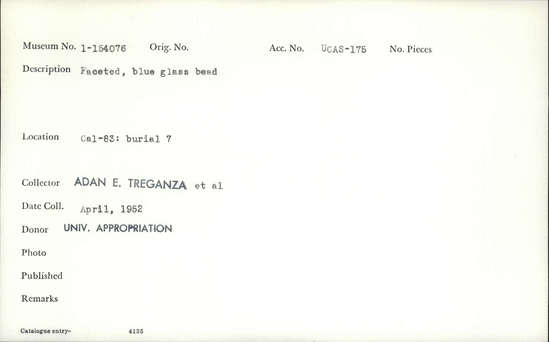 Museum No. 1-154076 Orig. No. Acc. No. UCAS-175 No. Pieces
Description Faceted, blue glass bead
Location Cal-83: burial 7
Collector ADAN E. TREGANZA et al
Date Coll. April, 1952
Donor UNIV. APPROPRIATION
Photo
Published
Remarks
Catalogue entry- 4135